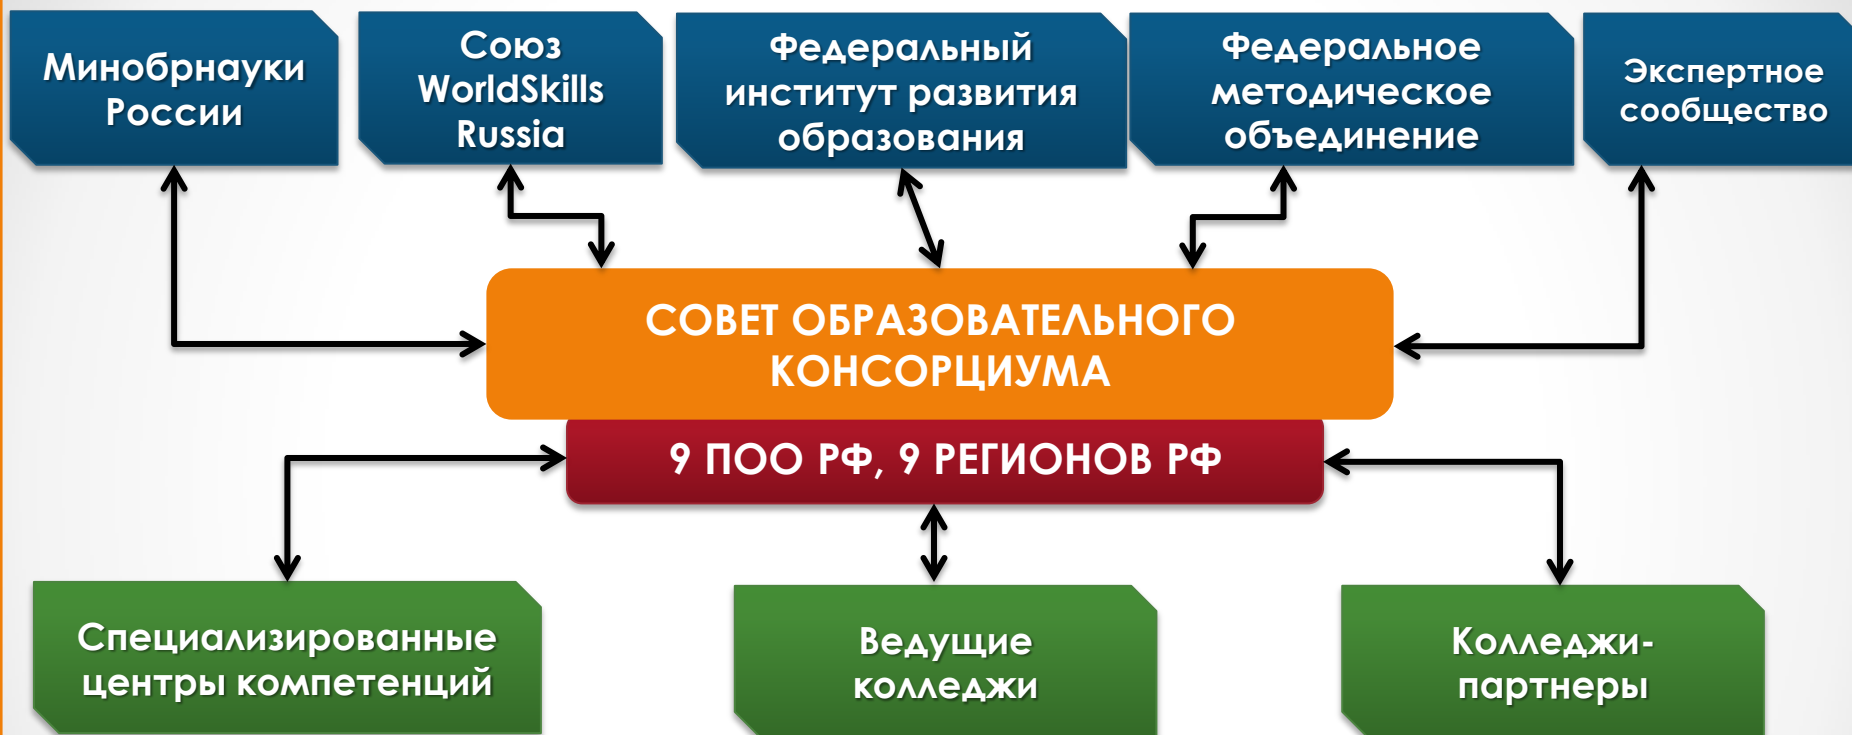 Минобрнауки
России
Союз
WorldSkills
Russia
Федеральный
институт развития
образования
Федеральное
методическое
объединение
Экспертное
сообщество
СОВЕТ ОБРАЗОВАТЕЛЬНОГО
КОНСОРЦИУМА
9 ПОО РФ, 9 РЕГИОНОВ РФ
Специализированные
центры компетенций
Ведущие
колледжи
Колледжи-
партнеры